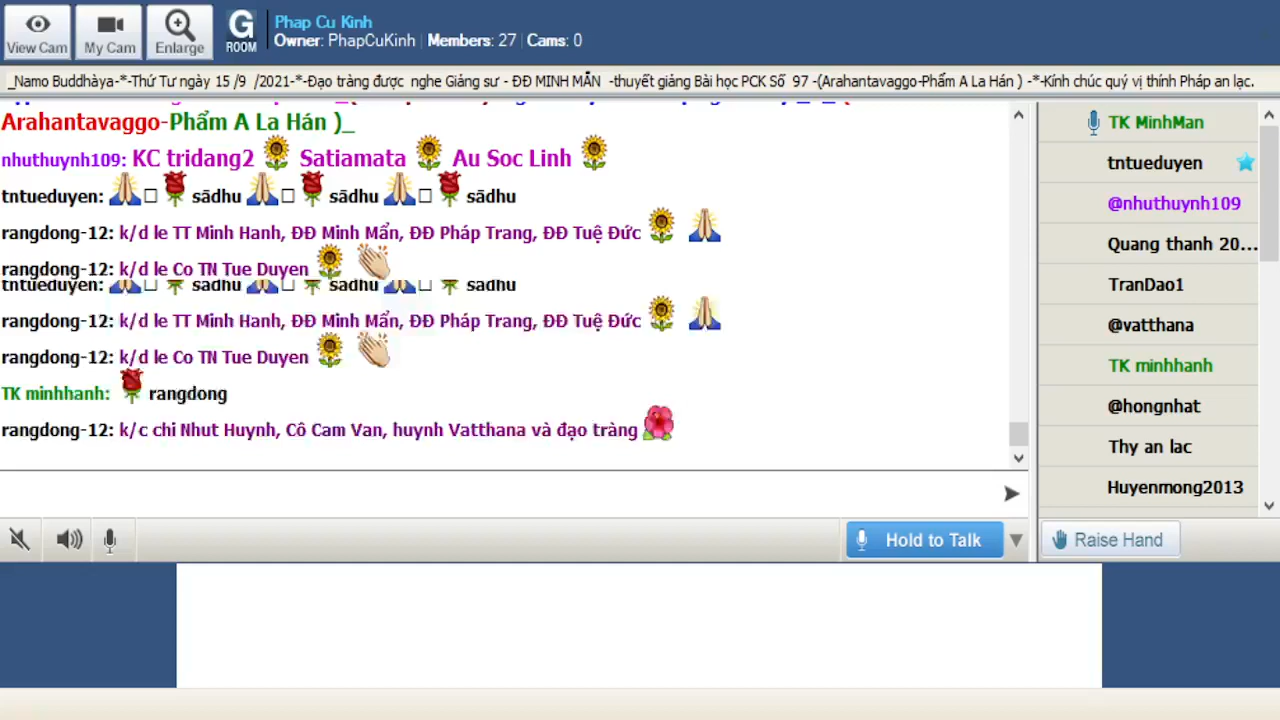 View Cam
My Cam
Enlarge
G
ROOM
Phap Cu Kinh
Owner: PhapCuKinh | Members: 27 | Cams: 0
_Namo Buddhàya-*-Thứ Tư ngày 15 /9 /2021-*-Đạo tràng được nghe Giảng sư - ĐĐ MINH MẪN -thuyết giảng Bài học PCK Số 97 -(Arahantavaggo-Phẩm A La Hán ) -*-Kính chúc quý vị thính Pháp an lạc.
Arahantavaggo-Phẩm A La Hán )_
nhuthuynh109: KC tridang2 Satiamata Au Soc Linh
tntueduyen: sādhu sādhu sādhu
rangdong-12: k/d le TT Minh Hanh, ĐĐ Minh Mẩn, ĐĐ Pháp Trang, ĐĐ Tuệ Đức
rangdong-12: k/d le Co TN Tue Duyen
tntueduyen: sādhu sādhu sādhu
rangdong-12: k/d le TT Minh Hanh, ĐĐ Minh Mẩn, ĐĐ Pháp Trang, ĐĐ Tuệ Đức
rangdong-12: k/d le Co TN Tue Duyen
TK minhhanh: rangdong
rangdong-12: k/c chi Nhut Huynh, Cô Cam Van, huynh Vatthana và đạo tràng
Hold to Talk
TK MinhMan
tntueduyen
@nhuthuynh109
Quang thanh 20...
TranDao1
@vatthana
TK minhhanh
@hongnhat
Thy an lac
Huyenmong2013
Raise Hand